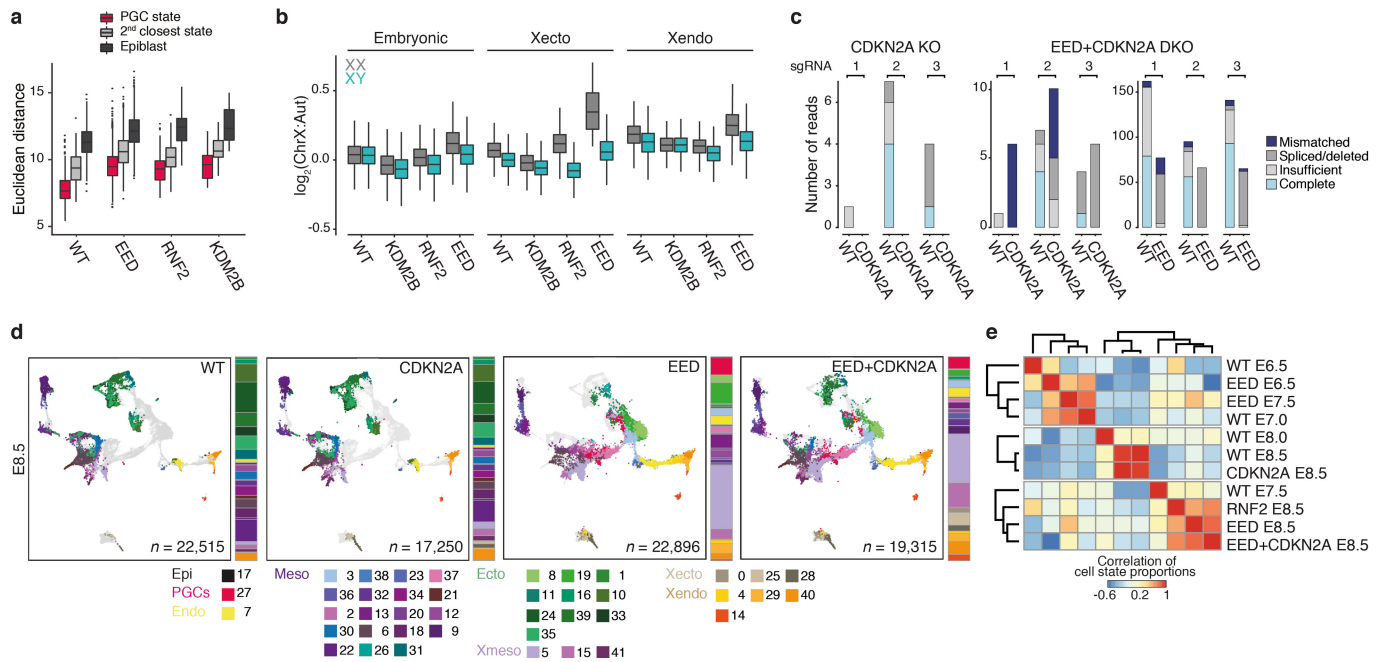 a
PGC state
2nd closest state
Epiblast
Euclidean distance
15
10
5
WT
EED
RNF2
KDM2B
b
Embryonic
Xecto
Xendo
XX
XY
log2(ChrX:Aut)
0.5
0.0
-0.5
WT
KDM2B
RNF2
EED
WT
KDM2B
RNF2
EED
WT
KDM2B
RNF2
EED
c
CDKN2A KO
EED+CDKN2A DKO
sgRNA
1
2
3
1
2
3
1
2
3
Number of reads
6
4
2
0
10
5
0
150
100
50
0
WT
CDKN2A
WT
CDKN2A
WT
CDKN2A
WT
CDKN2A
WT
CDKN2A
WT
CDKN2A
WT
EED
WT
EED
WT
EED
Mismatched
Spliced/deleted
Insufficient
Complete
d
E8.5
WT
n = 22,515
CDKN2A
n = 17,250
EED
n = 22,896
EED+CDKN2A
n = 19,315
Epi 17
PGCs 27
Endo 7
Meso 3 38 23 37
36 32 34 21
2 13 20 12
30 6 18 9
22 26 31
Ecto 8 19 1
11 16 10
24 39 33
35
Xmeso 5 15 41
Xecto 0 25 28
Xendo 4 29 40
14
e
WT E6.5
EED E6.5
EED E7.5
WT E7.0
WT E8.0
WT E8.5
CDKN2A E8.5
WT E7.5
RNF2 E8.5
EED E8.5
EED+CDKN2A E8.5
Correlation of
cell state proportions
-0.6 0.2 1